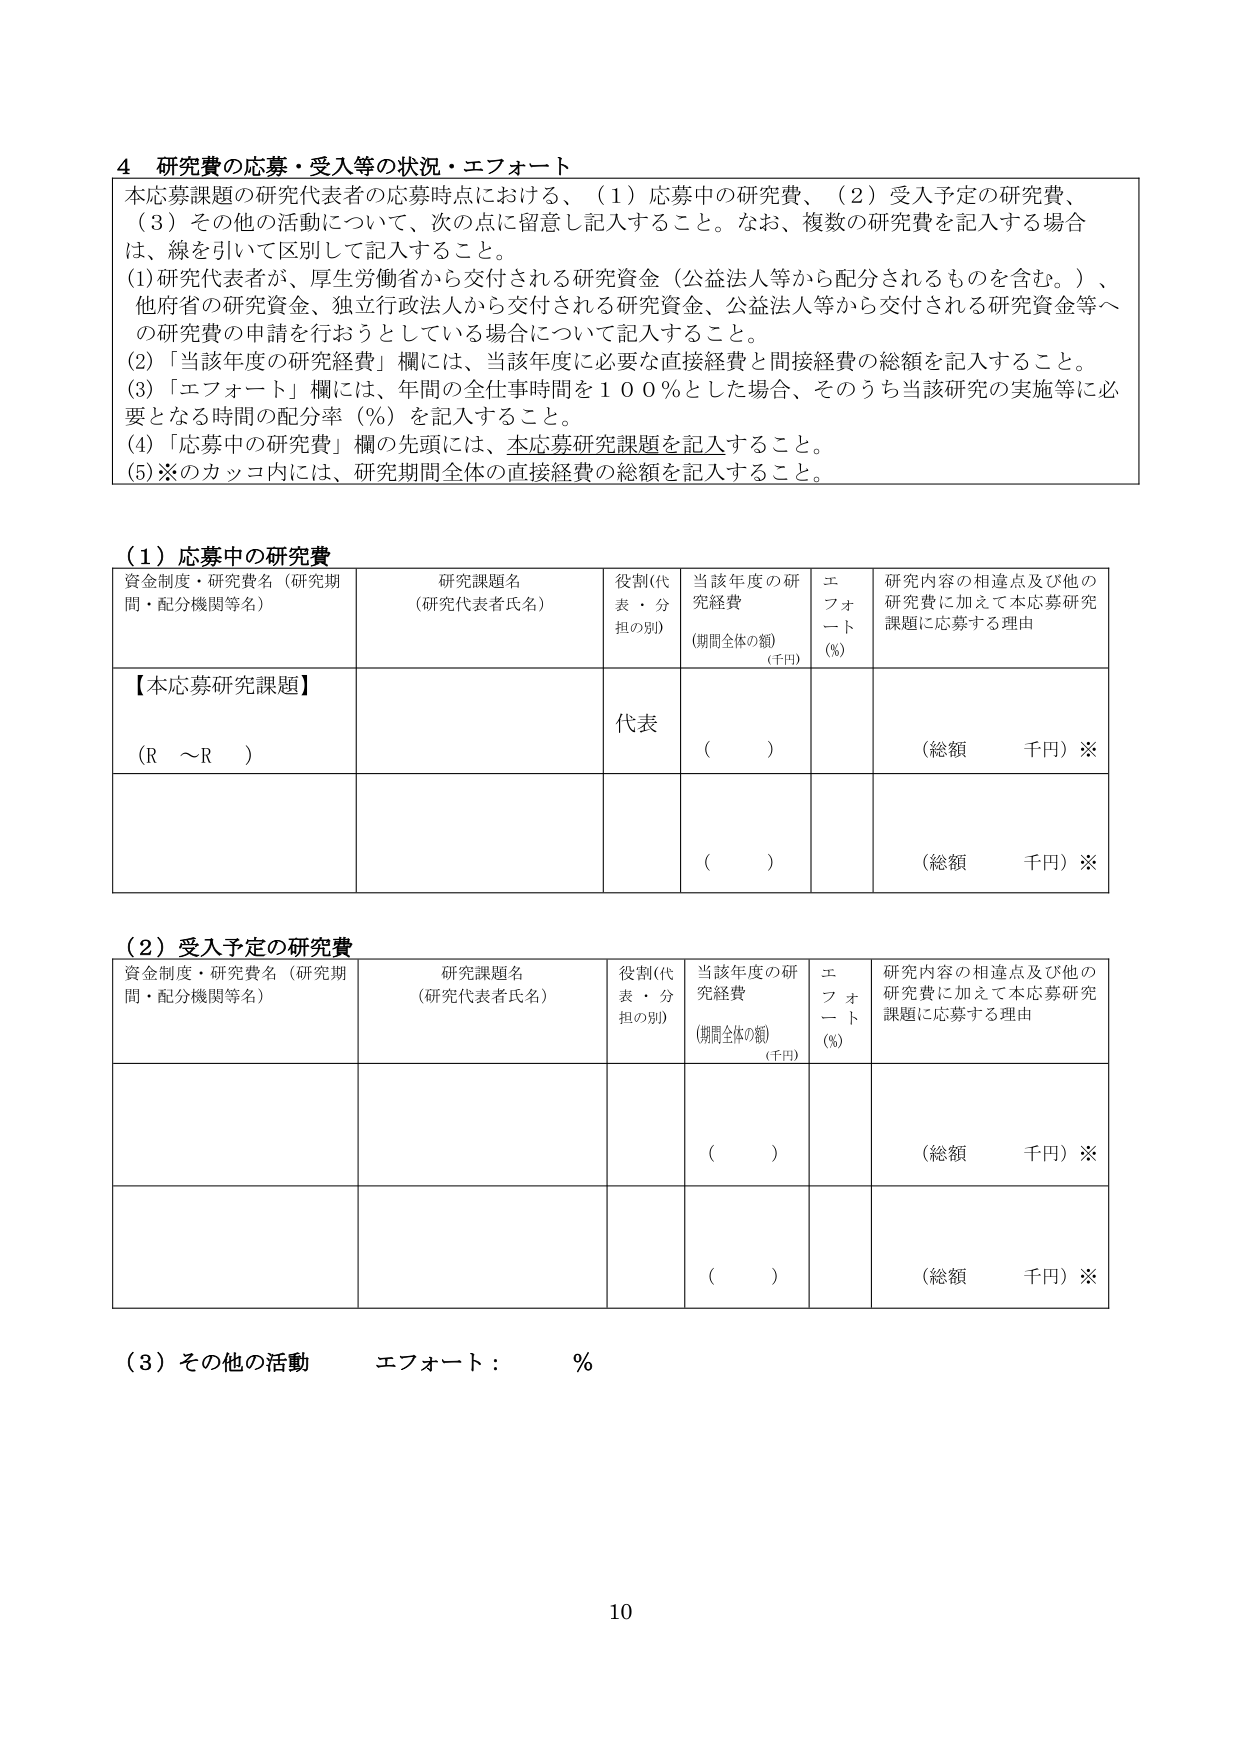 4　研究費の応募・受入等の状況・エフォート
本応募課題の研究代表者の応募時点における、（１）応募中の研究費、（２）受入予定の研究費、
（３）その他の活動について、次の点に留意し記入すること。なお、複数の研究費を記入する場合
は、線を引いて区別して記入すること。
(1)研究代表者が、厚生労働省から交付される研究資金（公益法人等から配分されるものを含む。）、
他府省の研究資金、独立行政法人から交付される研究資金、公益法人等から交付される研究資金等へ
の研究費の申請を行おうとしている場合について記入すること。
(2)「当該年度の研究経費」欄には、当該年度に必要な直接経費と間接経費の総額を記入すること。
(3)「エフォート」欄には、年間の全仕事時間を１００％とした場合、そのうち当該研究の実施等に必
要となる時間の配分率（％）を記入すること。
(4)「応募中の研究費」欄の先頭には、本応募研究課題を記入すること。
(5)※のカッコ内には、研究期間全体の直接経費の総額を記入すること。
（１）応募中の研究費
資金制度・研究費名（研究期
間・配分機関等名）
研究課題名
（研究代表者氏名）
役割(代
表・分
担の別)
当該年度の研
究経費
(期間全体の額)
(千円)
エ
フォ
ート
(%)
研究内容の相違点及び他の
研究費に加えて本応募研究
課題に応募する理由
【本応募研究課題】
（R　～R　）
代表
（　　）
（総額　　千円）※
（　　）
（総額　　千円）※
（２）受入予定の研究費
資金制度・研究費名（研究期
間・配分機関等名）
研究課題名
（研究代表者氏名）
役割(代
表・分
担の別)
当該年度の研
究経費
(期間全体の額)
(千円)
エ
フォ
ート
(%)
研究内容の相違点及び他の
研究費に加えて本応募研究
課題に応募する理由
（　　）
（総額　　千円）※
（　　）
（総額　　千円）※
（３）その他の活動　　エフォート：　　％
10